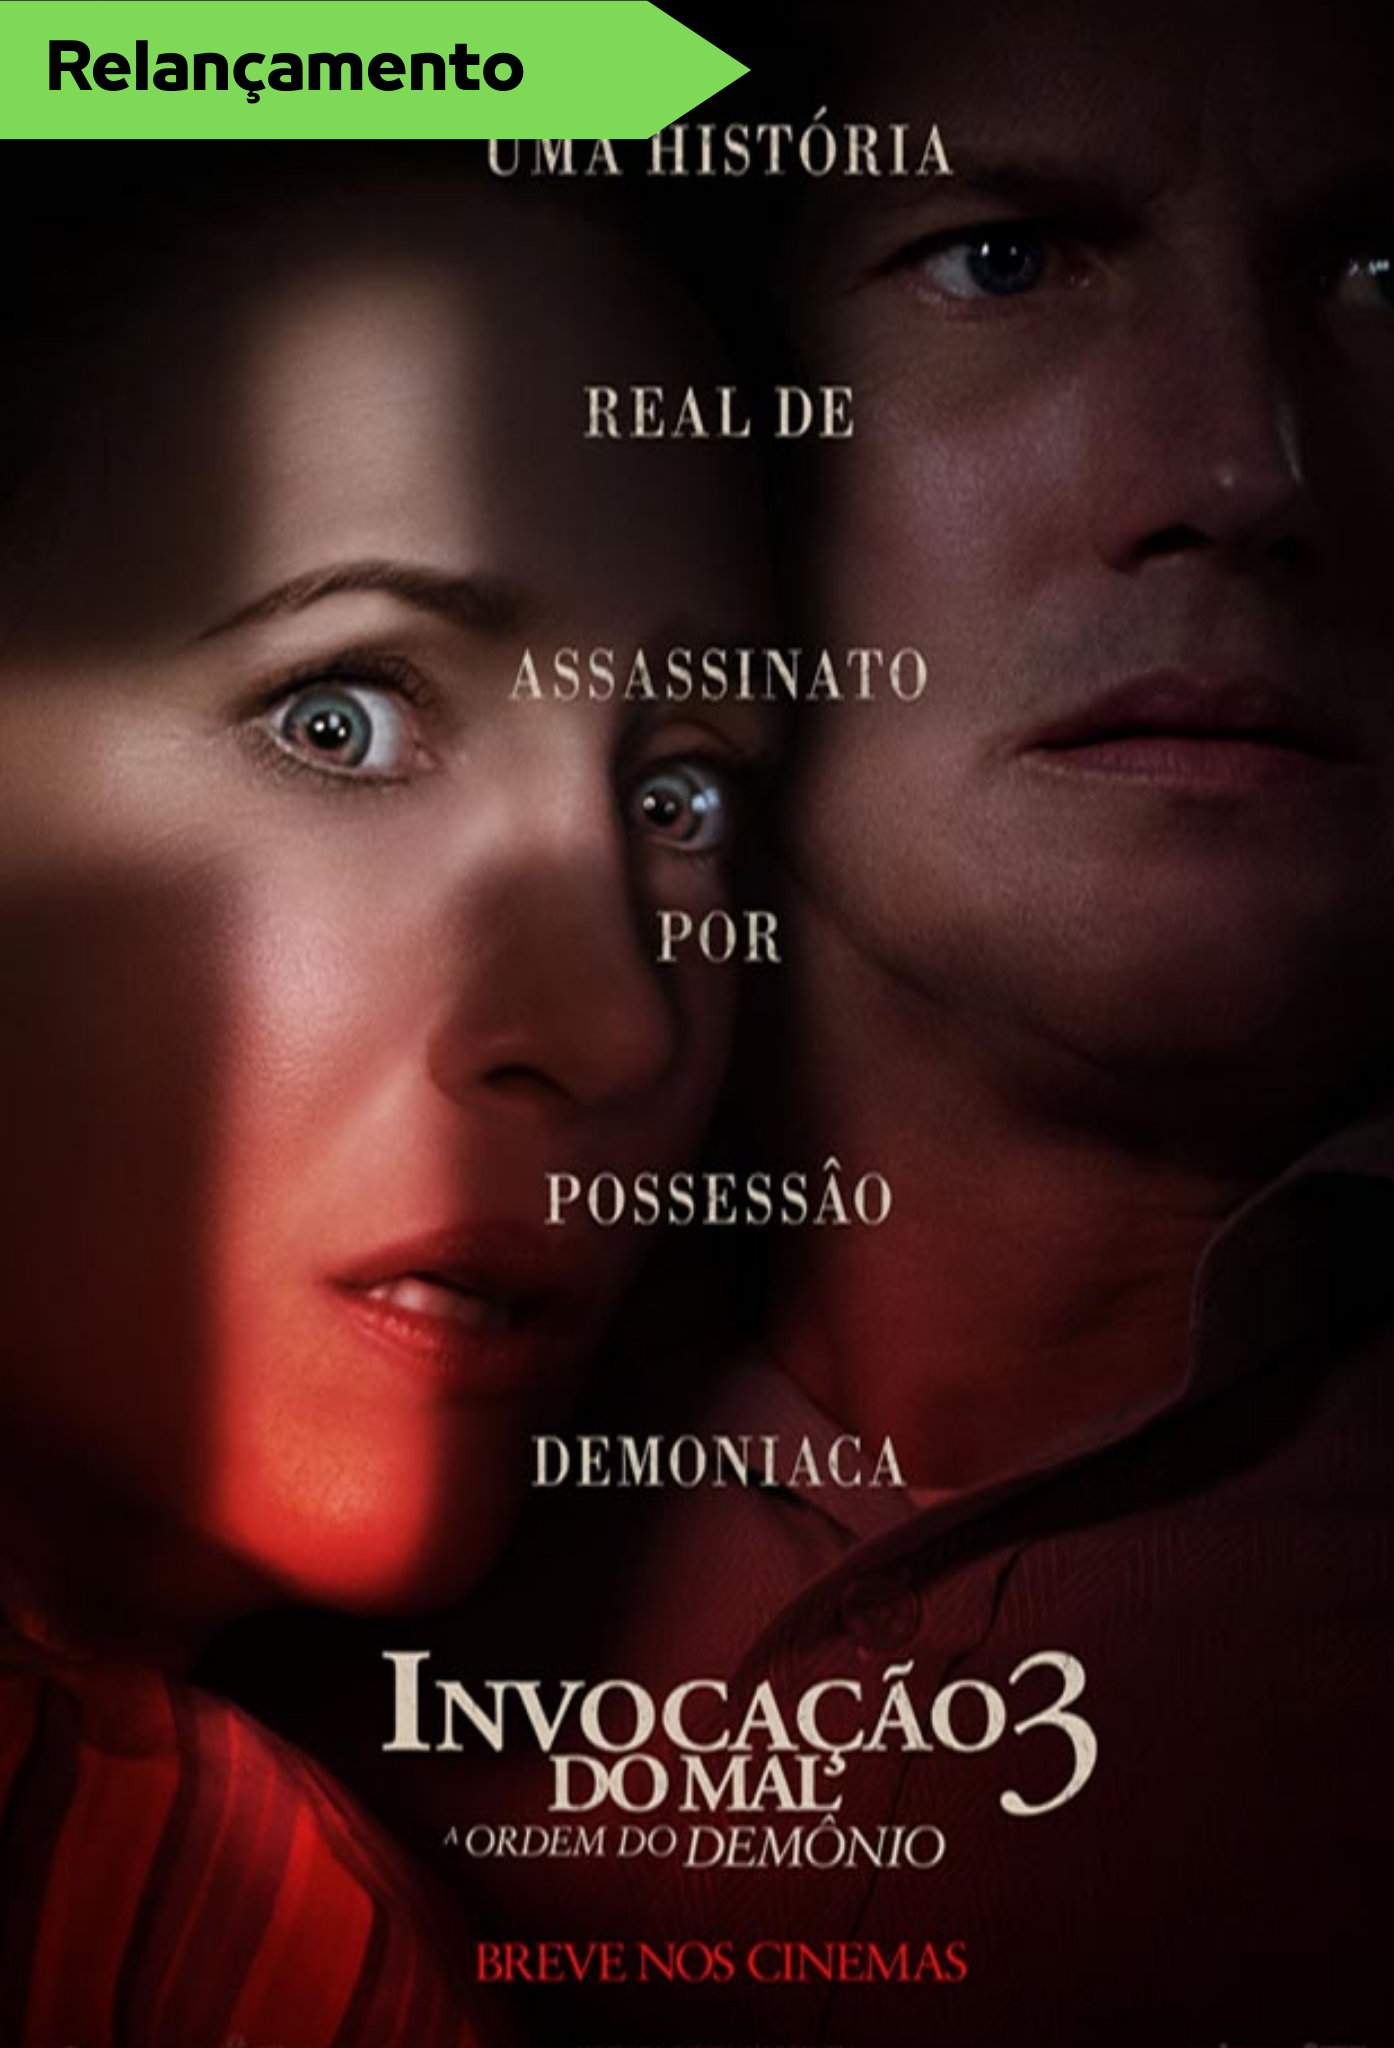 Relançamento
UMA HISTÓRIA
REAL DE
ASSASSINATO
POR
POSSESSÂO
DEMONIACA
INVOCAÇÃO 3
DO MAL
A ORDEM DO DEMÔNIO
BREVE NOS CINEMAS